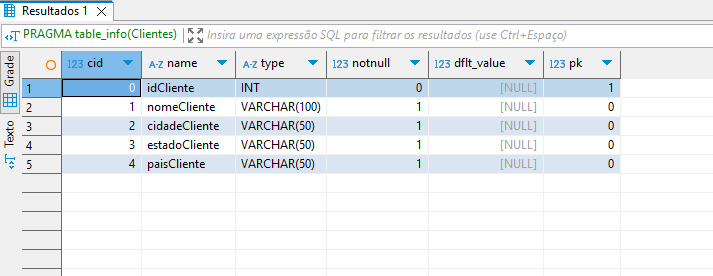 Resultados 1
PRAGMA table_info(Clientes) Insira uma expressão SQL para filtrar os resultados (use Ctrl+Espaço)
Grade
Texto
123 cid A-Z name A-Z type 123 notnull 123 dflt_value 123 pk
1 0 idCliente INT 0 [NULL] 1
2 1 nomeCliente VARCHAR(100) 1 [NULL] 0
3 2 cidadeCliente VARCHAR(50) 1 [NULL] 0
4 3 estadoCliente VARCHAR(50) 1 [NULL] 0
5 4 paisCliente VARCHAR(50) 1 [NULL] 0